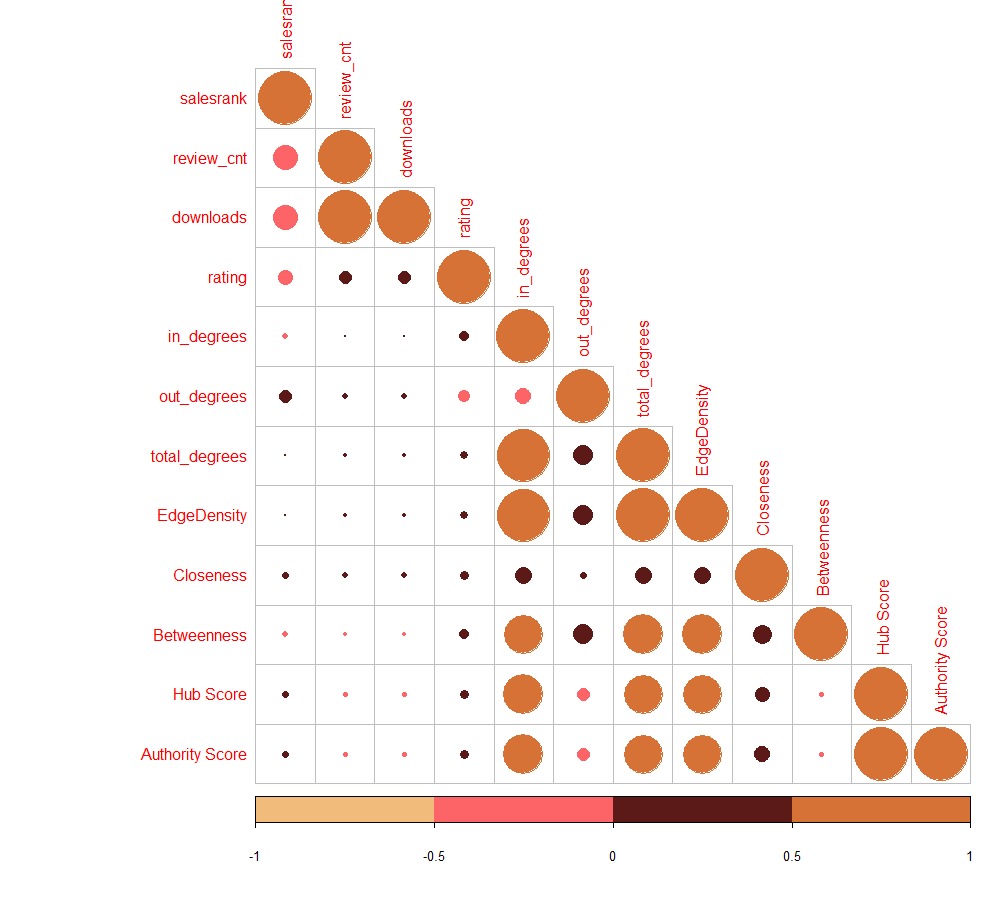 salesran
review_cnt
downloads
rating
in_degrees
out_degrees
total_degrees
EdgeDensity
Closeness
Betweenness
Hub Score
Authority Score
salesrank
review_cnt
downloads
rating
in_degrees
out_degrees
total_degrees
EdgeDensity
Closeness
Betweenness
Hub Score
Authority Score
-1 -0.5 0 0.5 1